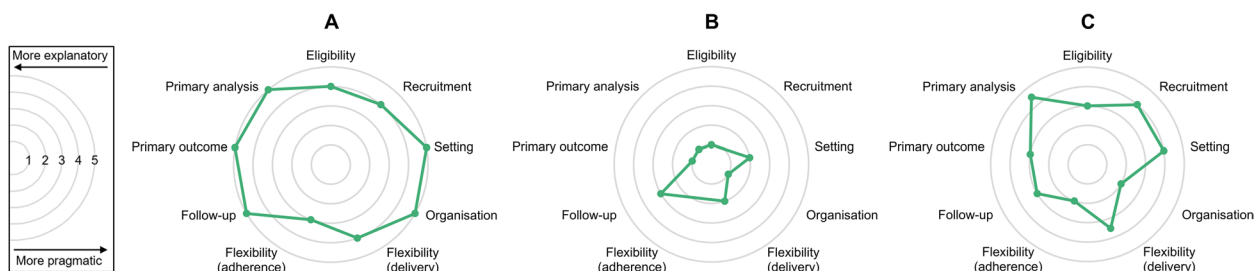 More explanatory
1 2 3 4 5
More pragmatic
A
Eligibility
Recruitment
Setting
Organisation
Flexibility
(delivery)
Flexibility
(adherence)
Follow-up
Primary outcome
Primary analysis
B
Eligibility
Recruitment
Setting
Organisation
Flexibility
(delivery)
Flexibility
(adherence)
Follow-up
Primary outcome
Primary analysis
C
Eligibility
Recruitment
Setting
Organisation
Flexibility
(delivery)
Flexibility
(adherence)
Follow-up
Primary outcome
Primary analysis